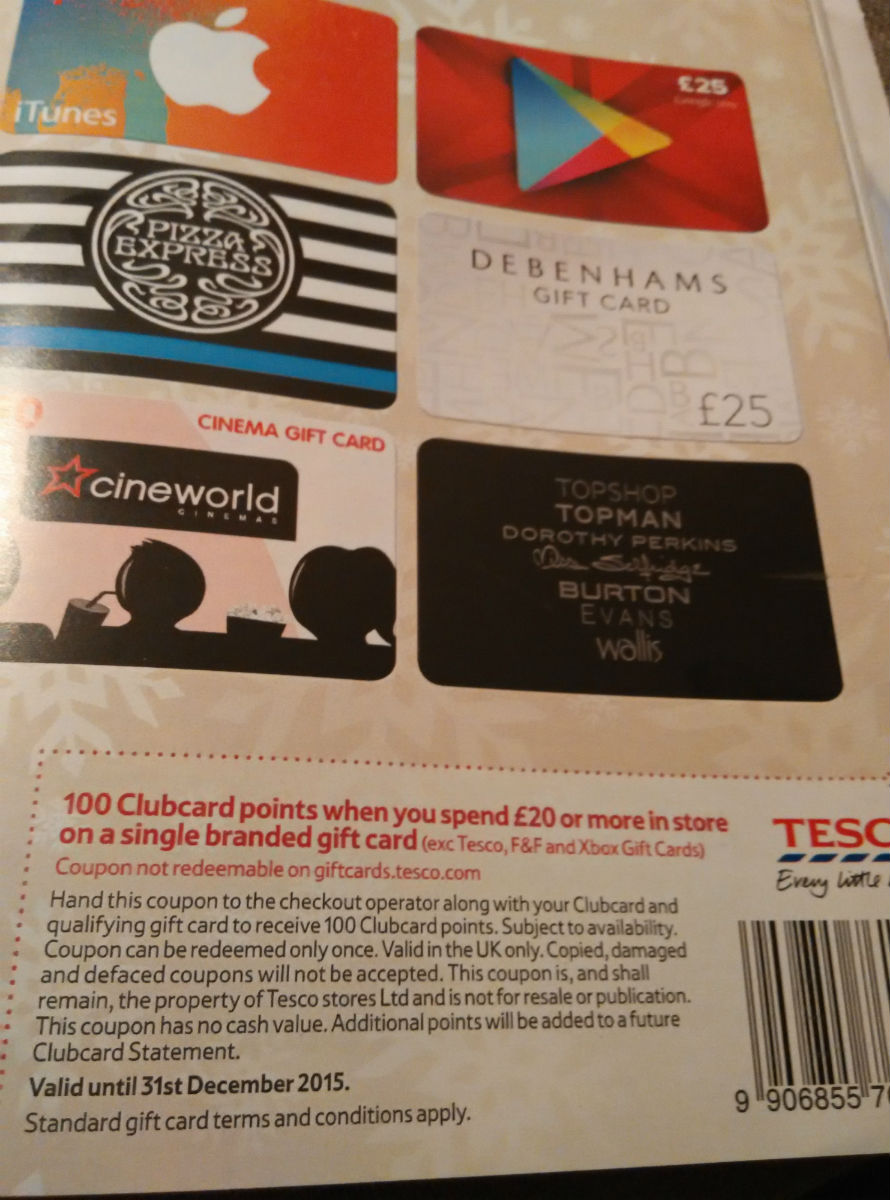 iTunes
£25
Google play
PIZZA
EXPRESS
DEBENHAMS
GIFT CARD
£25
CINEMA GIFT CARD
cineworld
CINEMAS
TOPSHOP
TOPMAN
DOROTHY PERKINS
Miss Selfridge
BURTON
EVANS
wallis
100 Clubcard points when you spend £20 or more in store
on a single branded gift card (exc Tesco, F&F and Xbox Gift Cards)
Coupon not redeemable on giftcards.tesco.com
Hand this coupon to the checkout operator along with your Clubcard and
qualifying gift card to receive 100 Clubcard points. Subject to availability.
Coupon can be redeemed only once. Valid in the UK only. Copied, damaged
and defaced coupons will not be accepted. This coupon is, and shall
remain, the property of Tesco stores Ltd and is not for resale or publication.
This coupon has no cash value. Additional points will be added to a future
Clubcard Statement.
Valid until 31st December 2015.
Standard gift card terms and conditions apply.
TESC
Every little
9 906855 7